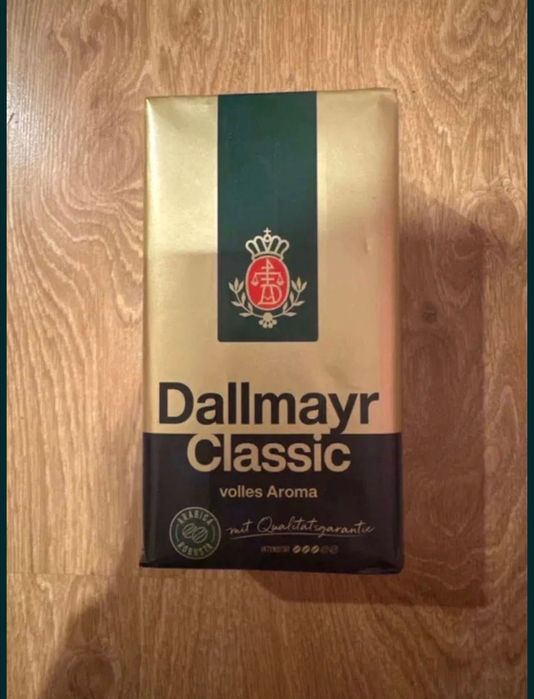 Dallmayr
Classic
volles Aroma
ARABICA
ROBUSTA
mit Qualitätsgarantie
INTENSITÄT